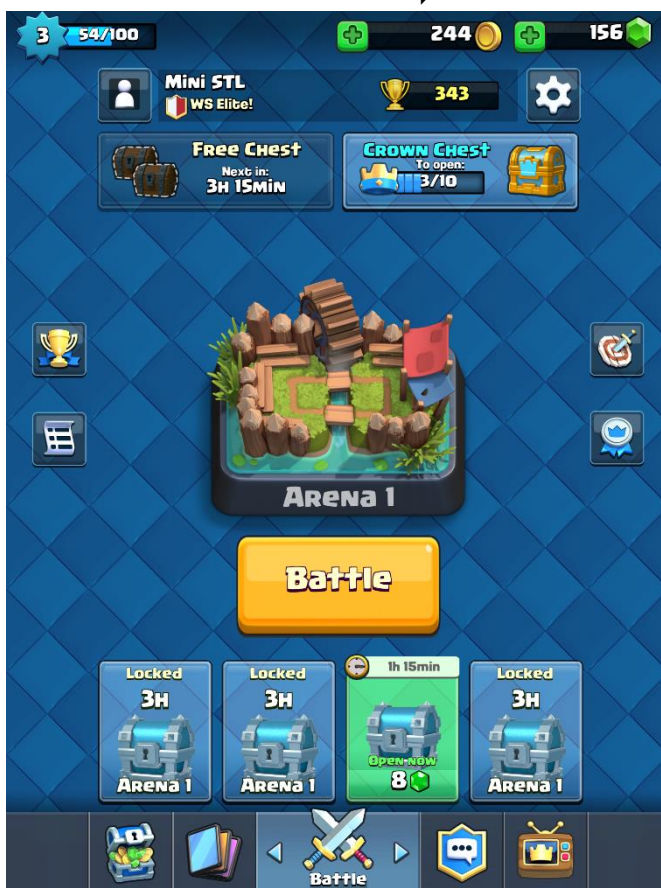 3 54/100
244
156
Mini STL
WS Elite!
343
Free Chest
Next in:
3H 15min
Crown Chest
To open:
3/10
Arena 1
Battle
Locked
3H
Arena 1
Locked
3H
Arena 1
1h 15min
Open now
8
Locked
3H
Arena 1
Battle